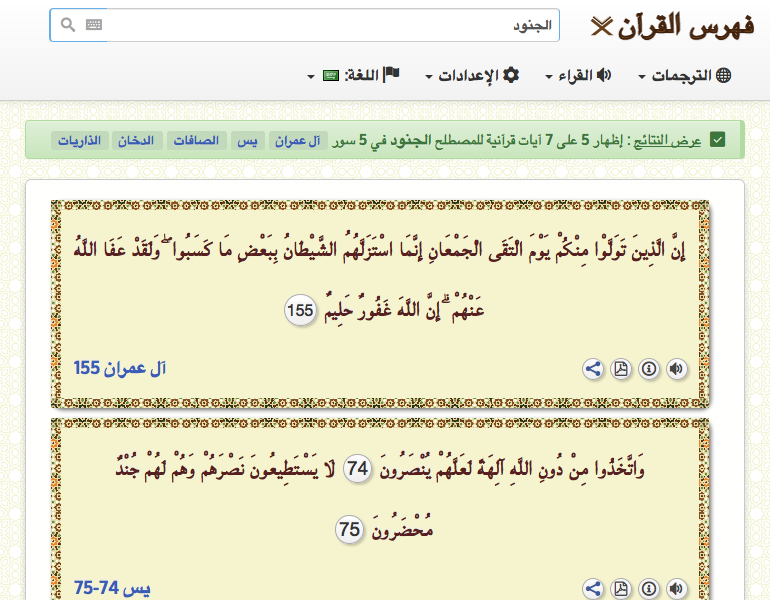 فهرس القرآن
الجنود
الترجمات
القراء
الإعدادات
اللغة:
عرض النتائج : إظهار 5 على 7 آيات قرآنية للمصطلح الجنود في 5 سور آل عمران يس الصافات الدخان الذاريات
إِنَّ الَّذِينَ تَوَلَّوْا مِنْكُمْ يَوْمَ الْتَقَى الْجَمْعَانِ إِنَّمَا اسْتَزَلَّهُمُ الشَّيْطَانُ بِبَعْضِ مَا كَسَبُوا ۖ وَلَقَدْ عَفَا اللَّهُ
عَنْهُمْ ۗ إِنَّ اللَّهَ غَفُورٌ حَلِيمٌ 155
آل عمران 155
وَاتَّخَذُوا مِنْ دُونِ اللَّهِ آلِهَةً لَعَلَّهُمْ يُنْصَرُونَ 74 لَا يَسْتَطِيعُونَ نَصْرَهُمْ وَهُمْ لَهُمْ جُنْدٌ
مُحْضَرُونَ 75
يس 74-75